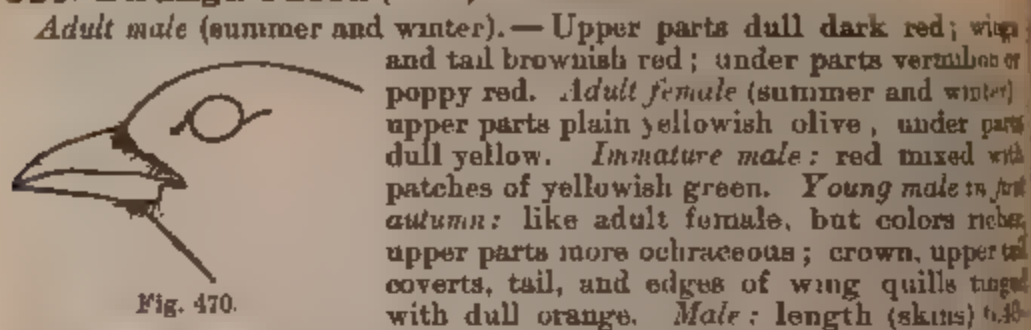 Adult male (summer and winter). — Upper parts dull dark red; wings
and tail brownish red; under parts vermilion or
poppy red. Adult female (summer and winter)
upper parts plain yellowish olive, under parts
dull yellow. Immature male: red mixed with
patches of yellowish green. Young male in first
autumn: like adult female, but colors richer,
upper parts more ochraceous; crown, upper tail
coverts, tail, and edges of wing quills tinged
with dull orange. Male: length (skins)
Fig. 470.